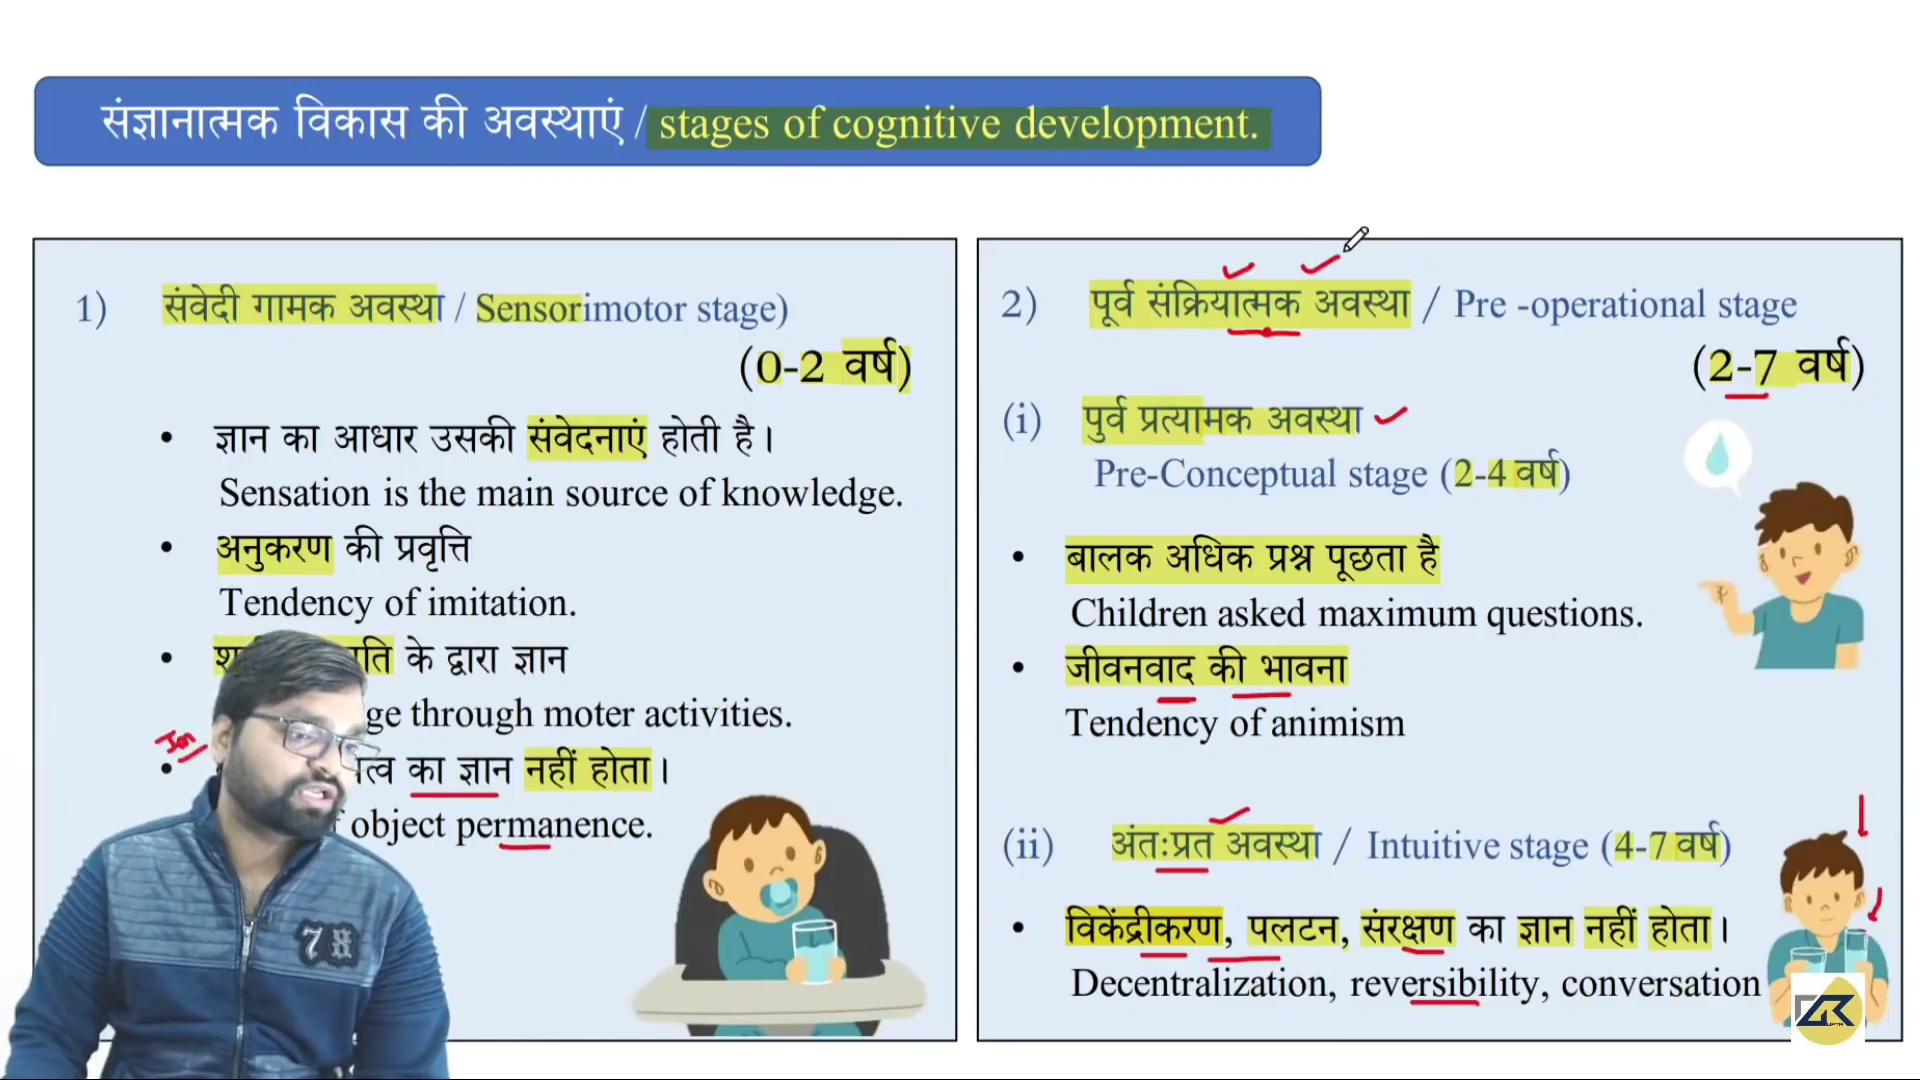 संज्ञानात्मक विकास की अवस्थाएं / stages of cognitive development.
1) संवेदी गामक अवस्था / Sensorimotor stage)
(0-2 वर्ष)
• ज्ञान का आधार उसकी संवेदनाएं होती है।
Sensation is the main source of knowledge.
• अनुकरण की प्रवृत्ति
Tendency of imitation.
• के द्वारा ज्ञान
through moter activities.
• का ज्ञान नहीं होता।
object permanence.
78
2) पूर्व संक्रियात्मक अवस्था / Pre -operational stage
(2-7 वर्ष)
(i) पुर्व प्रत्यामक अवस्था
Pre-Conceptual stage (2-4 वर्ष)
• बालक अधिक प्रश्न पूछता है
Children asked maximum questions.
• जीवनवाद की भावना
Tendency of animism
(ii) अंतःप्रत अवस्था / Intuitive stage (4-7 वर्ष)
• विकेंद्रीकरण, पलटन, संरक्षण का ज्ञान नहीं होता।
Decentralization, reversibility, conversation